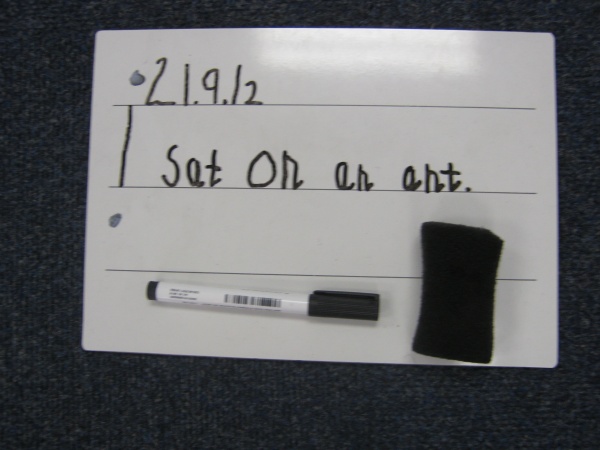 21.9.12
I sat On an ant.